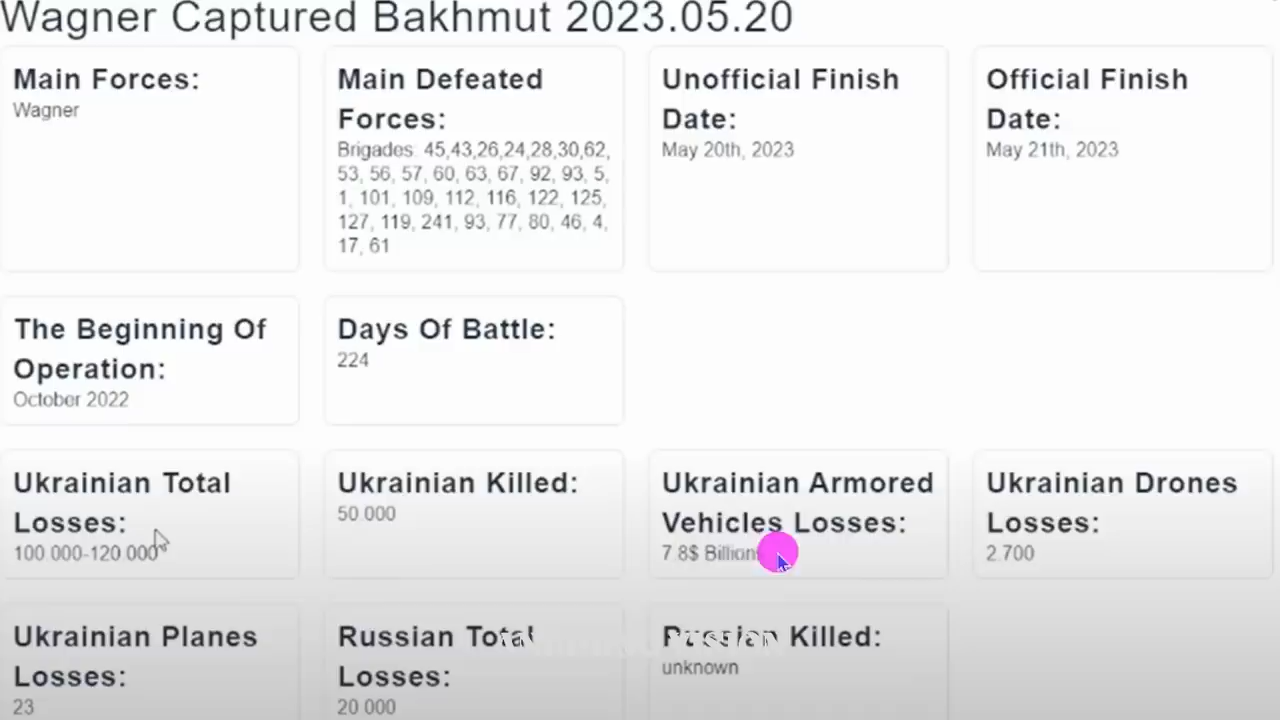 Wagner Captured Bakhmut 2023.05.20
Main Forces:
Wagner
Main Defeated
Forces:
Brigades: 45,43,26,24,28,30,62,
53, 56, 57, 60, 63, 67, 92, 93, 5,
1, 101, 109, 112, 116, 122, 125,
127, 119, 241, 93, 77, 80, 46, 4,
17, 61
Unofficial Finish
Date:
May 20th, 2023
Official Finish
Date:
May 21th, 2023
The Beginning Of
Operation:
October 2022
Days Of Battle:
224
Ukrainian Total
Losses:
100 000-120 000
Ukrainian Killed:
50 000
Ukrainian Armored
Vehicles Losses:
7.8$ Billion
Ukrainian Drones
Losses:
2.700
Ukrainian Planes
Losses:
23
Russian Total
Losses:
20 000
Russian Killed:
unknown